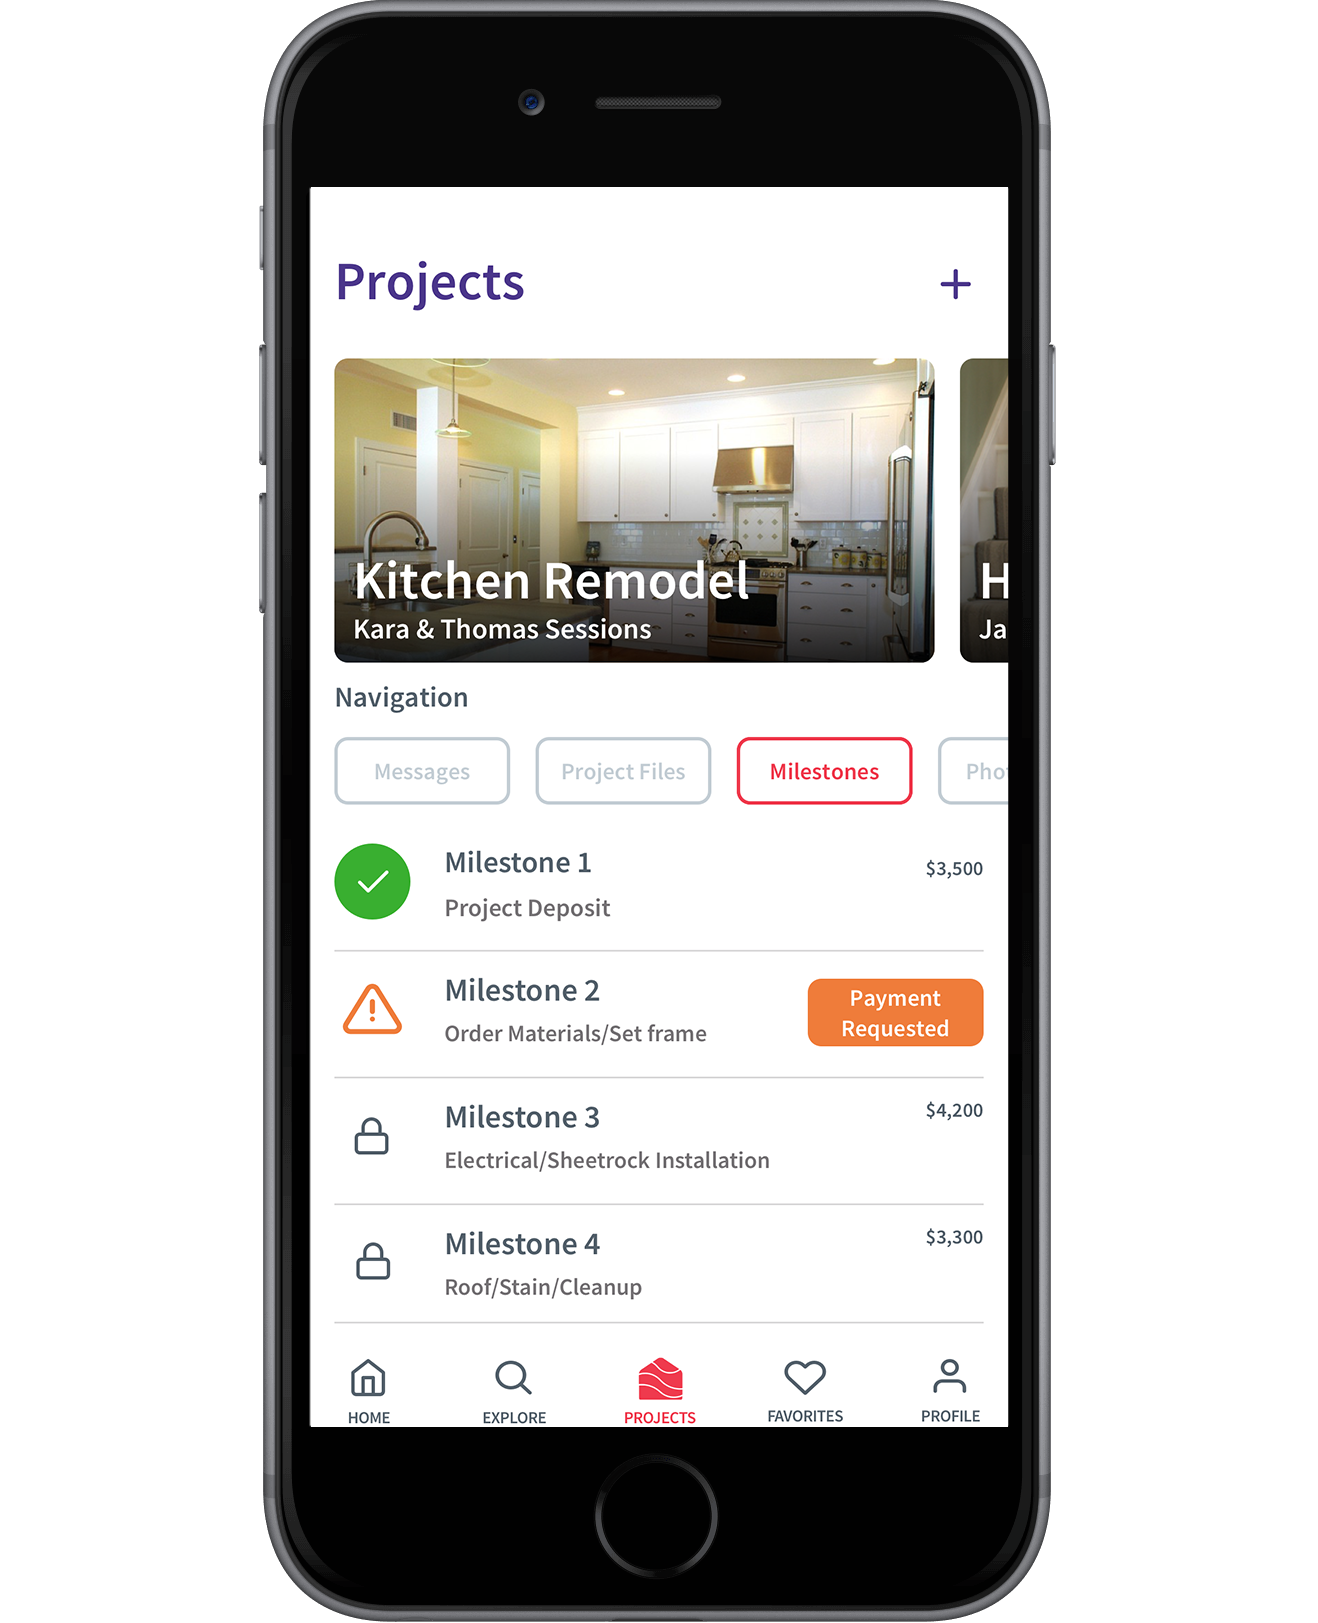 Projects
Kitchen Remodel
Kara & Thomas Sessions
H
Ja
Navigation
Messages
Project Files
Milestones
Pho
Milestone 1
$3,500
Project Deposit
Milestone 2
Payment
Requested
Order Materials/Set frame
Milestone 3
$4,200
Electrical/Sheetrock Installation
Milestone 4
$3,300
Roof/Stain/Cleanup
HOME
EXPLORE
PROJECTS
FAVORITES
PROFILE